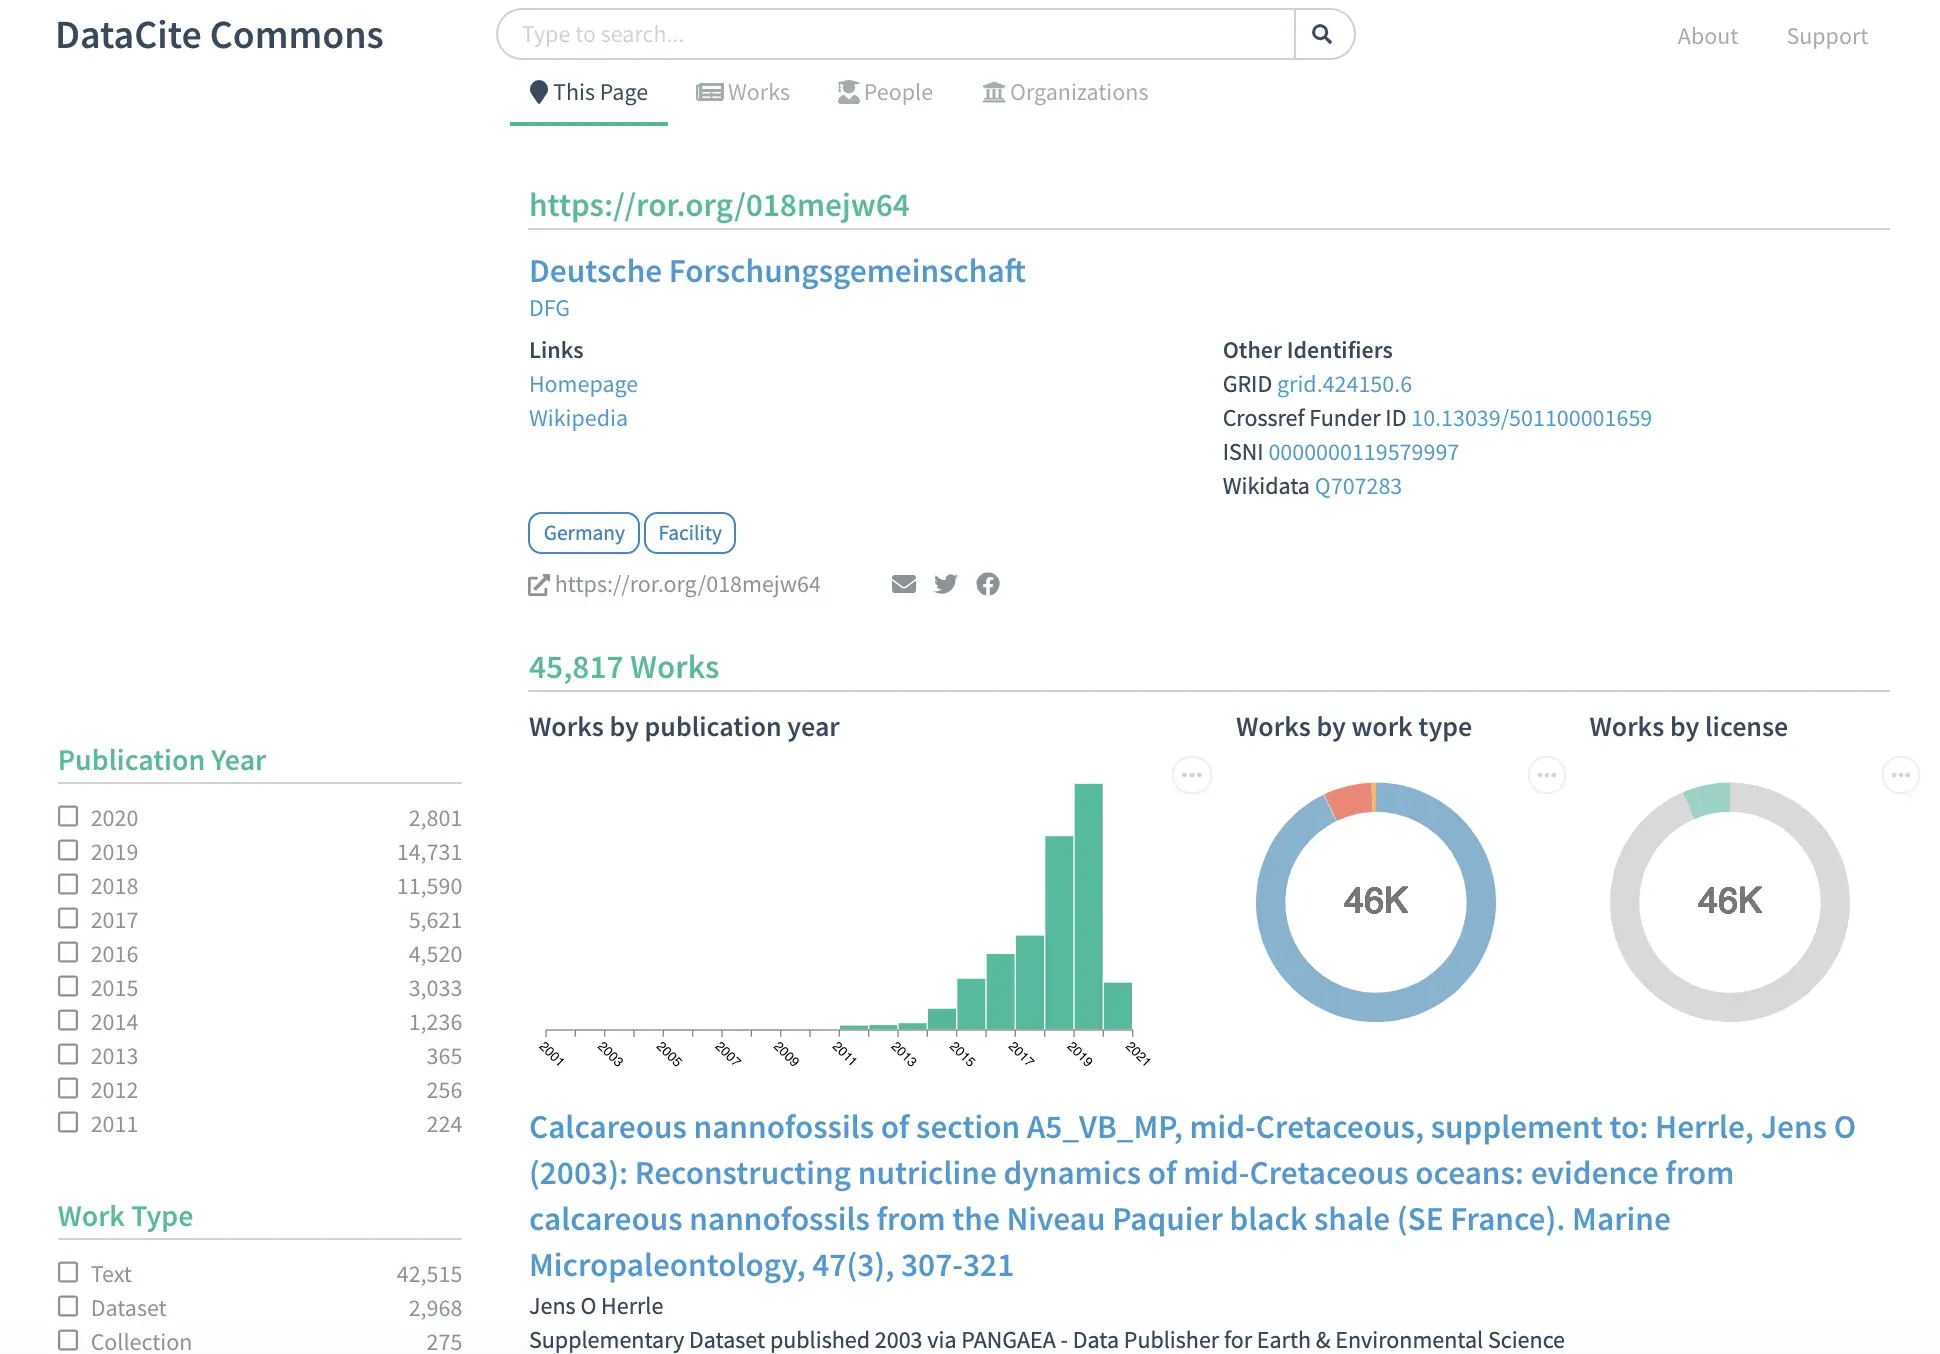 DataCite Commons
Type to search...
About
Support
This Page
Works
People
Organizations
https://ror.org/018mejw64
Deutsche Forschungsgemeinschaft
DFG
Links
Homepage
Wikipedia
Other Identifiers
GRID grid.424150.6
Crossref Funder ID 10.13039/501100001659
ISNI 0000000119579997
Wikidata Q707283
Germany
Facility
https://ror.org/018mejw64
45,817 Works
Publication Year
2020 2,801
2019 14,731
2018 11,590
2017 5,621
2016 4,520
2015 3,033
2014 1,236
2013 365
2012 256
2011 224
Work Type
Text 42,515
Dataset 2,968
Collection 275
Works by publication year
2001 2003 2005 2007 2009 2011 2013 2015 2017 2019 2021
Works by work type
46K
Works by license
46K
Calcareous nannofossils of section A5_VB_MP, mid-Cretaceous, supplement to: Herrle, Jens O
(2003): Reconstructing nutricline dynamics of mid-Cretaceous oceans: evidence from
calcareous nannofossils from the Niveau Paquier black shale (SE France). Marine
Micropaleontology, 47(3), 307-321
Jens O Herrle
Supplementary Dataset published 2003 via PANGAEA - Data Publisher for Earth & Environmental Science